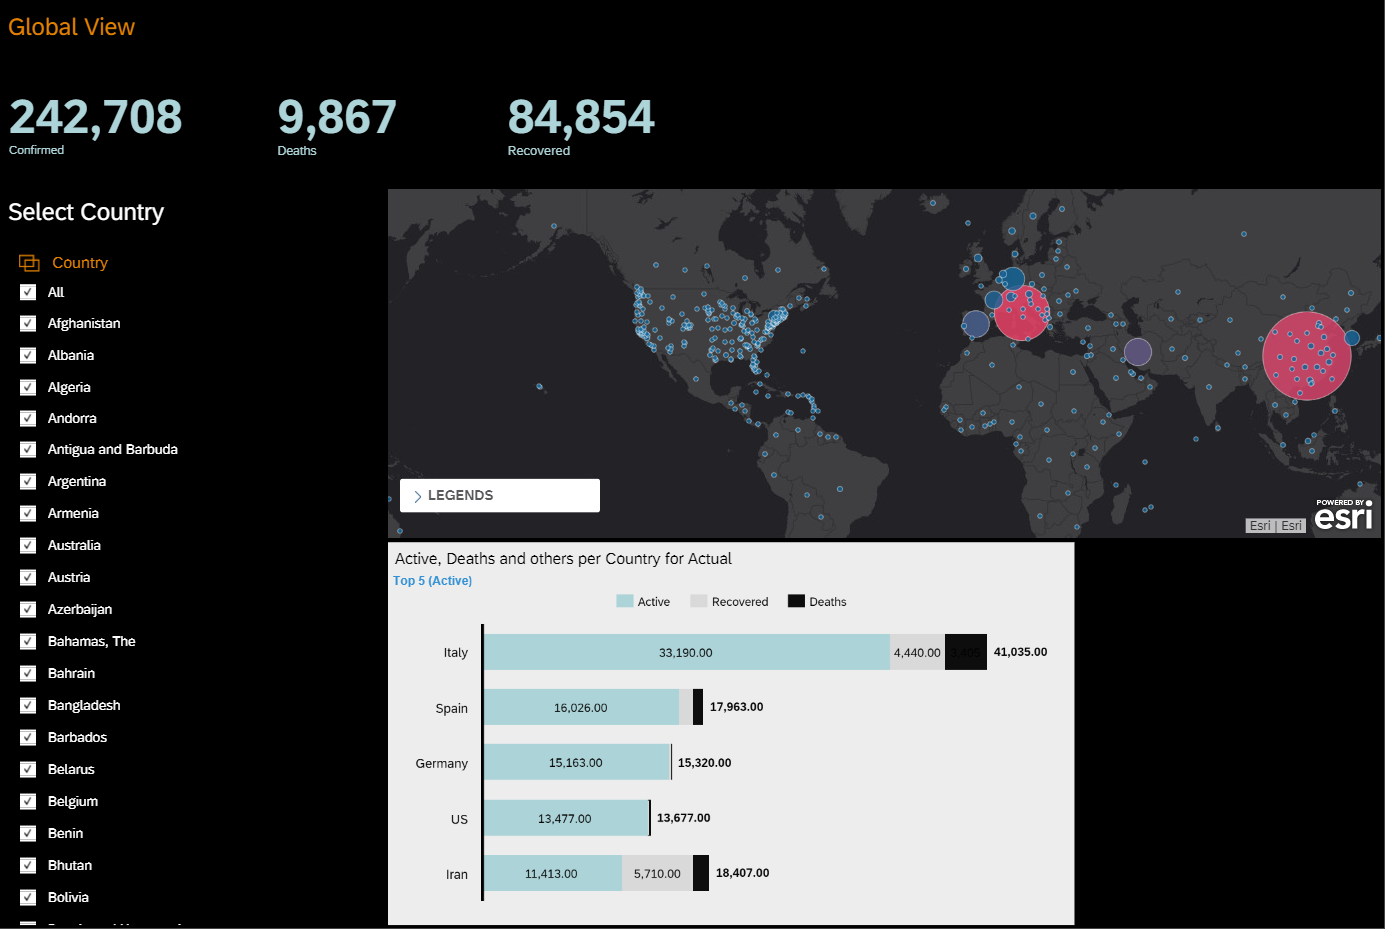 Global View
242,708
Confirmed
9,867
Deaths
84,854
Recovered
Select Country
Country
All
Afghanistan
Albania
Algeria
Andorra
Antigua and Barbuda
Argentina
Armenia
Australia
Austria
Azerbaijan
Bahamas, The
Bahrain
Bangladesh
Barbados
Belarus
Belgium
Benin
Bhutan
Bolivia
LEGENDS
POWERED BY
esri
Esri | Esri
Active, Deaths and others per Country for Actual
Top 5 (Active)
Active Recovered Deaths
Italy 33,190.00 4,440.00 41,035.00
Spain 16,026.00 17,963.00
Germany 15,163.00 15,320.00
US 13,477.00 13,677.00
Iran 11,413.00 5,710.00 18,407.00